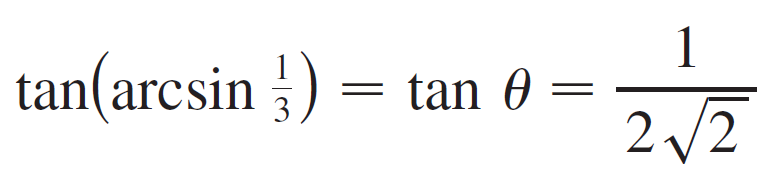 tan(arcsin 1/3) = tan θ = 1/(2√2)